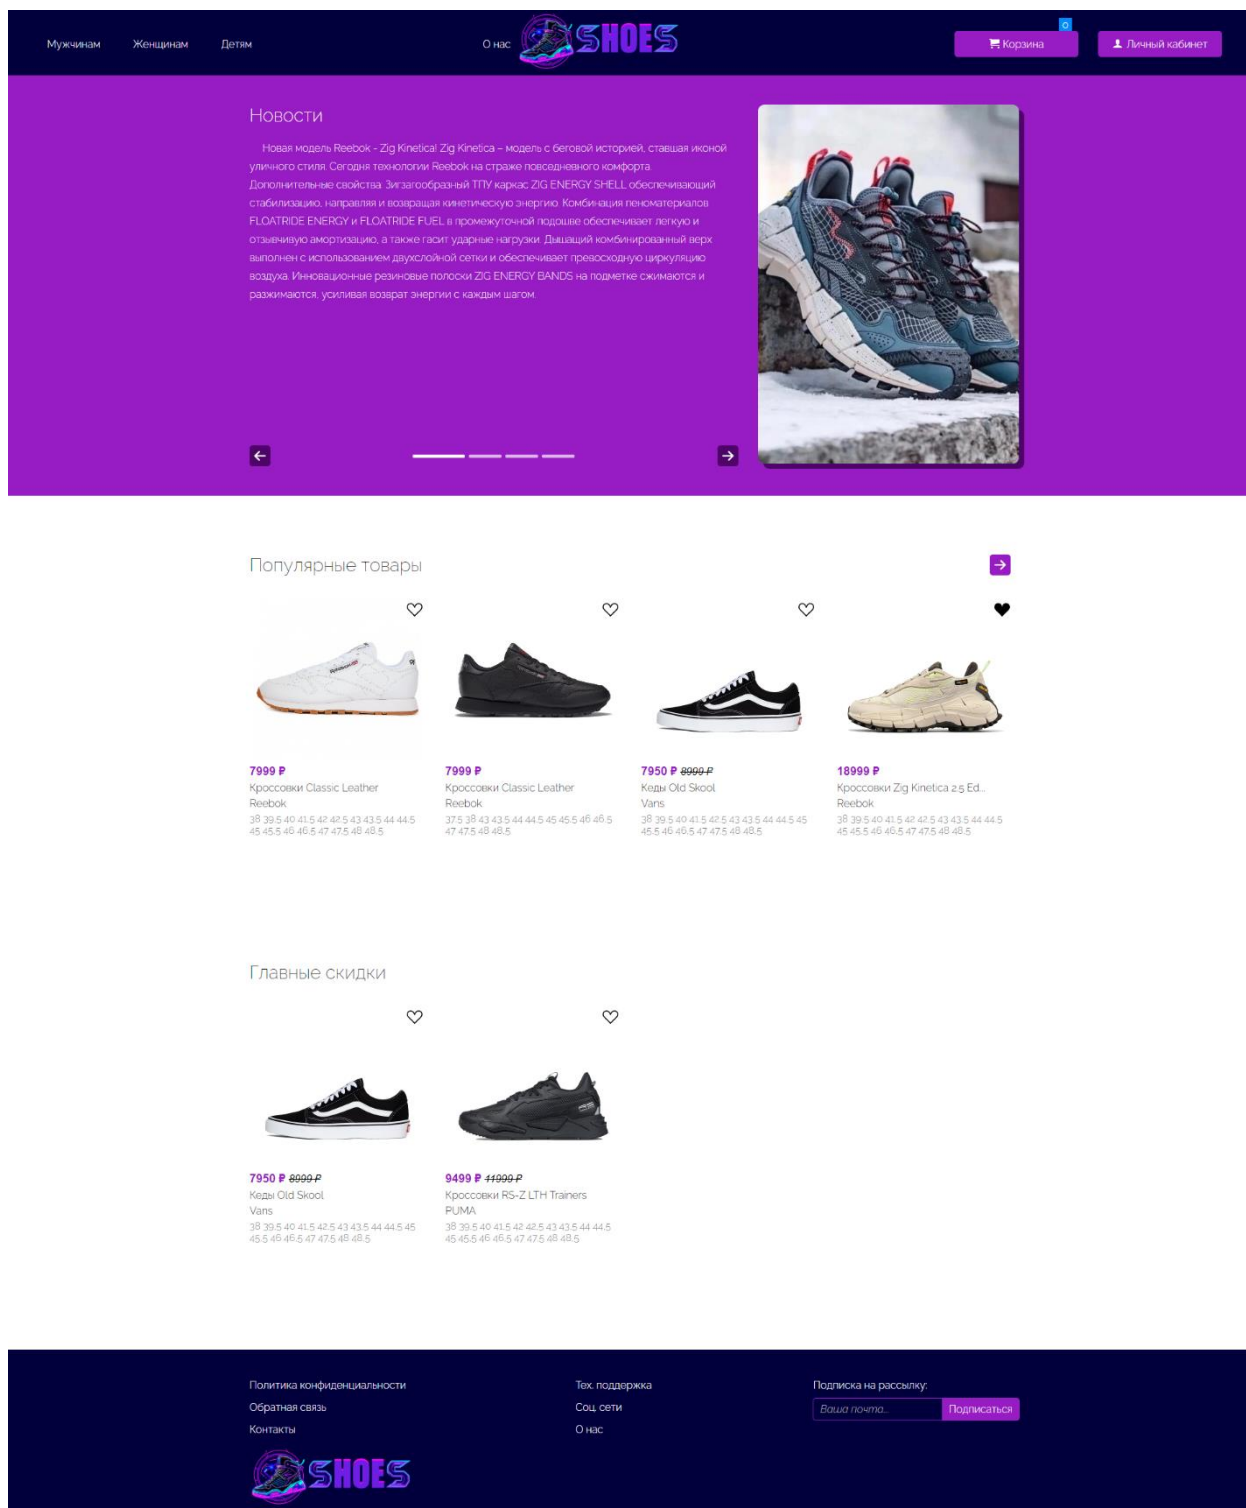 Мужчинам
Женщинам
Детям
О нас
SHOES
0
Корзина
Личный кабинет
Новости
Новая модель Reebok - Zig Kinetica! Zig Kinetica – модель с беговой историей, ставшая иконой
уличного стиля. Сегодня технологии Reebok на страже повседневного комфорта.
Дополнительные свойства: Зигзагообразный ТПУ каркас ZIG ENERGY SHELL обеспечивающий
стабилизацию, направляя и возвращая кинетическую энергию. Комбинация пеноматериалов
FLOATRIDE ENERGY и FLOATRIDE FUEL в промежуточной подошве обеспечивает легкую и
отзывчивую амортизацию, а также гасит ударные нагрузки. Дышащий комбинированный верх
выполнен с использованием двухслойной сетки и обеспечивает превосходную циркуляцию
воздуха. Инновационные резиновые полоски ZIG ENERGY BANDS на подметке сжимаются и
разжимаются, усиливая возврат энергии с каждым шагом.
Популярные товары
7999 ₽
Кроссовки Classic Leather
Reebok
38 39.5 40 41.5 42 42.5 43 43.5 44 44.5
45 45.5 46 46.5 47 47.5 48 48.5
7999 ₽
Кроссовки Classic Leather
Reebok
37.5 38 43 43.5 44 44.5 45 45.5 46 46.5
47 47.5 48 48.5
7950 ₽ 8999 ₽
Кеды Old Skool
Vans
38 39.5 40 41.5 42.5 43 43.5 44 44.5 45
45.5 46 46.5 47 47.5 48 48.5
18999 ₽
Кроссовки Zig Kinetica 2.5 Ed...
Reebok
38 39.5 40 41.5 42 42.5 43 43.5 44 44.5
45 45.5 46 46.5 47 47.5 48 48.5
Главные скидки
7950 ₽ 8999 ₽
Кеды Old Skool
Vans
38 39.5 40 41.5 42.5 43 43.5 44 44.5 45
45.5 46 46.5 47 47.5 48 48.5
9499 ₽ 11999 ₽
Кроссовки RS-Z LTH Trainers
PUMA
38 39.5 40 41.5 42 42.5 43 43.5 44 44.5
45 45.5 46 46.5 47 47.5 48 48.5
Политика конфиденциальности
Обратная связь
Контакты
Тех. поддержка
Соц. сети
О нас
Подписка на рассылку:
Ваша почта...
Подписаться
SHOES